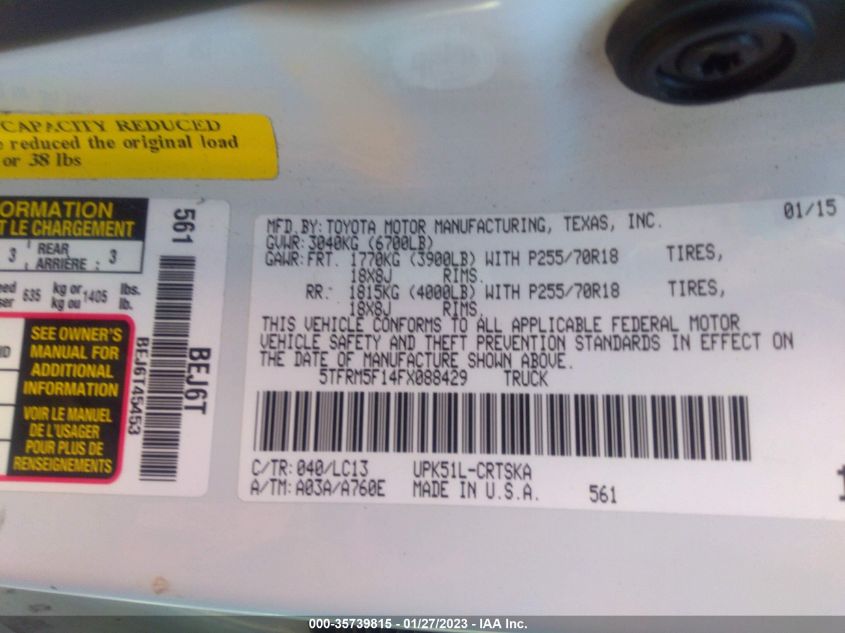 CAPACITY REDUCED
reduced the original load
or 38 lbs
ORMATION
T LE CHARGEMENT
3 REAR ARRIÈRE : 3
635 kg or kg ou 1405 lbs. lb.
SEE OWNER'S
MANUAL FOR
ADDITIONAL
INFORMATION
VOIR LE MANUEL
DE L'USAGER
POUR PLUS DE
RENSEIGNEMENTS
561
BEJ6T
BEJ6T45453
MFD. BY: TOYOTA MOTOR MANUFACTURING, TEXAS, INC. 01/15
GVWR: 3040KG (6700LB)
GAWR: FRT. 1770KG (3900LB) WITH P255/70R18 TIRES,
18X8J RIMS.
RR: 1815KG (4000LB) WITH P255/70R18 TIRES,
18X8J RIMS.
THIS VEHICLE CONFORMS TO ALL APPLICABLE FEDERAL MOTOR
VEHICLE SAFETY AND THEFT PREVENTION STANDARDS IN EFFECT ON
THE DATE OF MANUFACTURE SHOWN ABOVE.
5TFRM5F14FX088429 TRUCK
C/TR: 040/LC13 UPK51L-CRTSKA
A/TM: A03A/A760E MADE IN U.S.A. 561
000-35739815 - 01/27/2023 - IAA Inc.